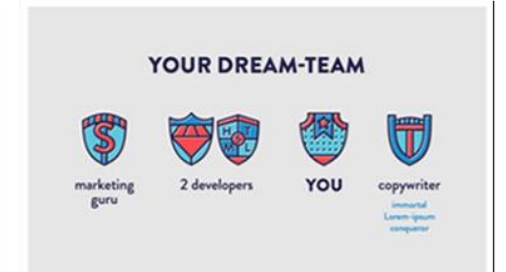 YOUR DREAM-TEAM
S
H T
M L
T
marketing
guru
2 developers
YOU
copywriter
immortal
Lorem-ipsum
conqueror